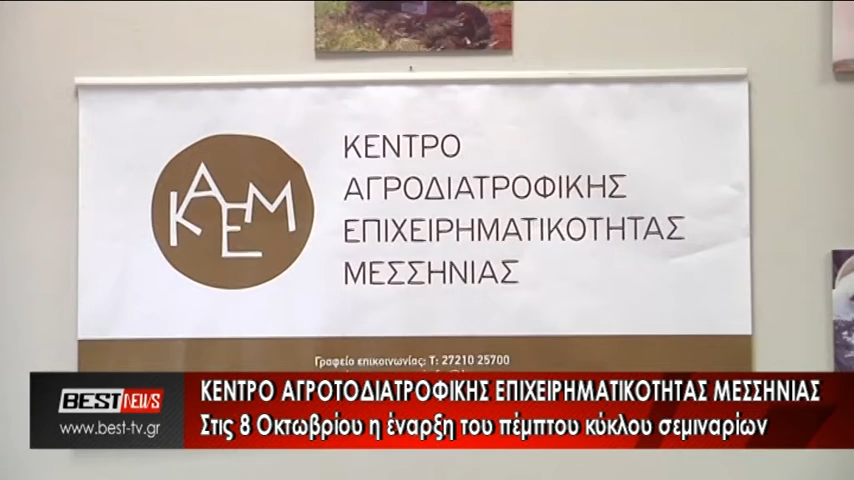 ΚΑΕΜ
ΚΕΝΤΡΟ
ΑΓΡΟΔΙΑΤΡΟΦΙΚΗΣ
ΕΠΙΧΕΙΡΗΜΑΤΙΚΟΤΗΤΑΣ
ΜΕΣΣΗΝΙΑΣ
Γραφείο επικοινωνίας: Τ: 27210 25700
BEST NEWS
www.best-tv.gr
ΚΕΝΤΡΟ ΑΓΡΟΤΟΔΙΑΤΡΟΦΙΚΗΣ ΕΠΙΧΕΙΡΗΜΑΤΙΚΟΤΗΤΑΣ ΜΕΣΣΗΝΙΑΣ
Στις 8 Οκτωβρίου η έναρξη του πέμπτου κύκλου σεμιναρίων